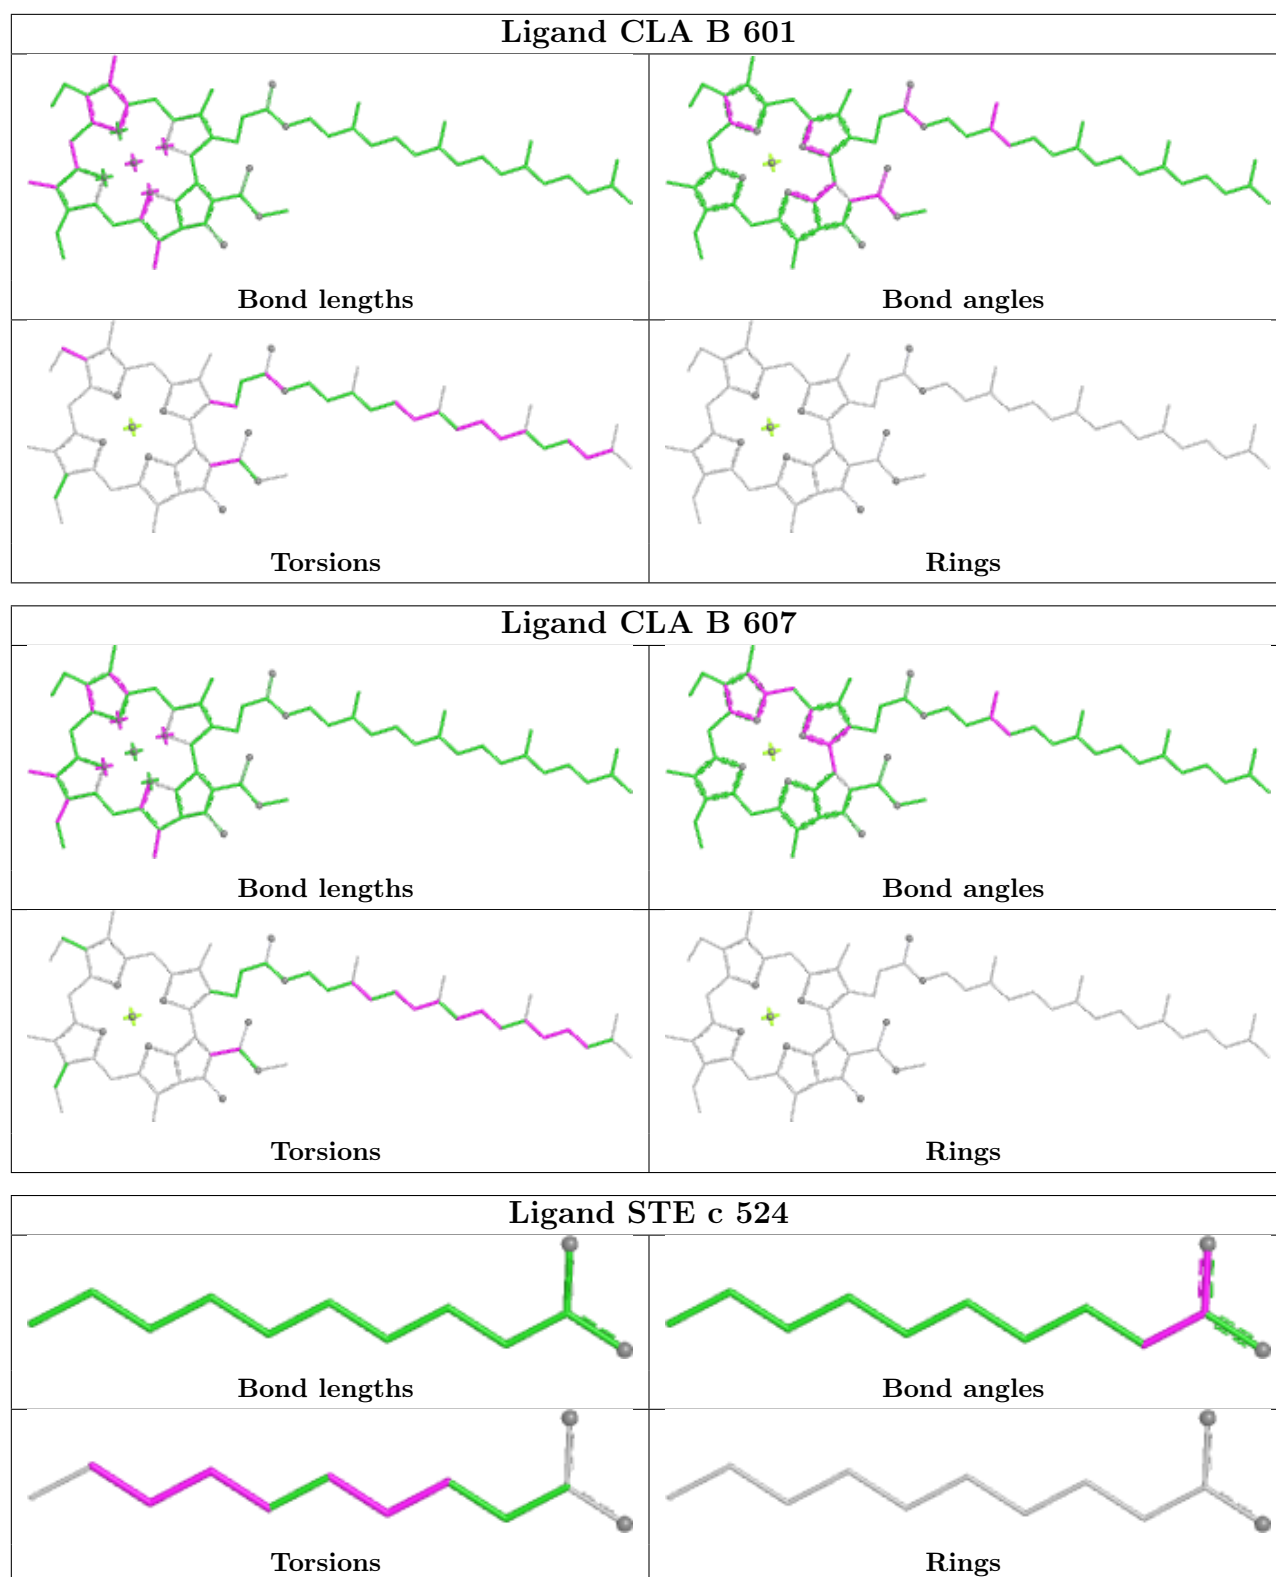 Ligand CLA B 601
Bond lengths
Bond angles
Torsions
Rings
Ligand CLA B 607
Bond lengths
Bond angles
Torsions
Rings
Ligand STE c 524
Bond lengths
Bond angles
Torsions
Rings